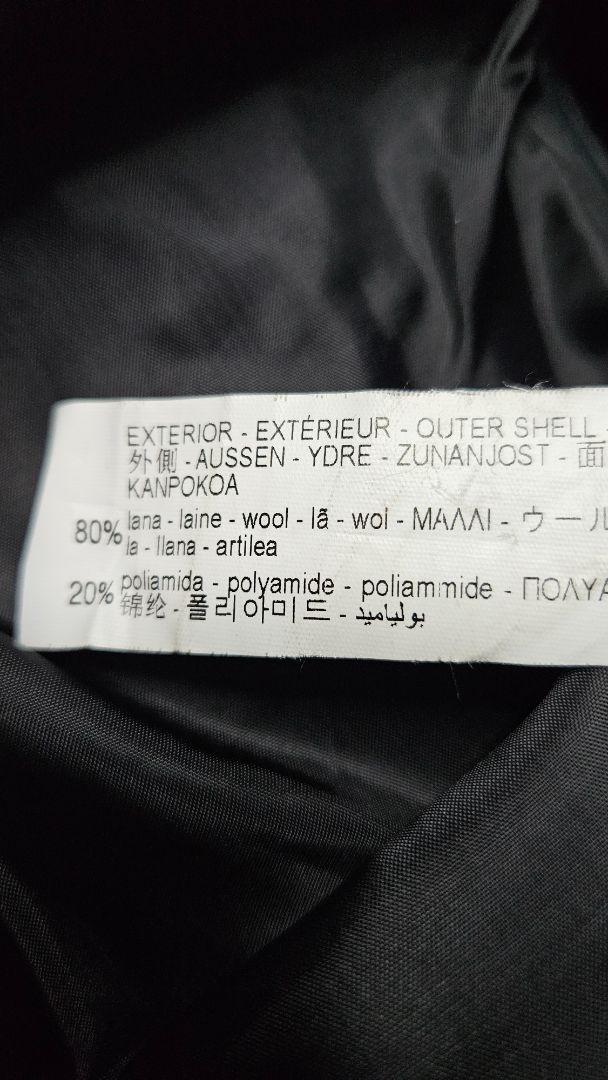 EXTERIOR - EXTÉRIEUR - OUTER SHELL -
外側 - AUSSEN - YDRE - ZUNANJOST - 面
KANPOKOA
80% lana - laine - wool - lã - wol - ΜΑΛΛΙ - ウール
la - llana - artilea
20% poliamida - polyamide - poliammide - ΠΟΛΥΑ
锦纶 - 폴리아미드 - بولياميد